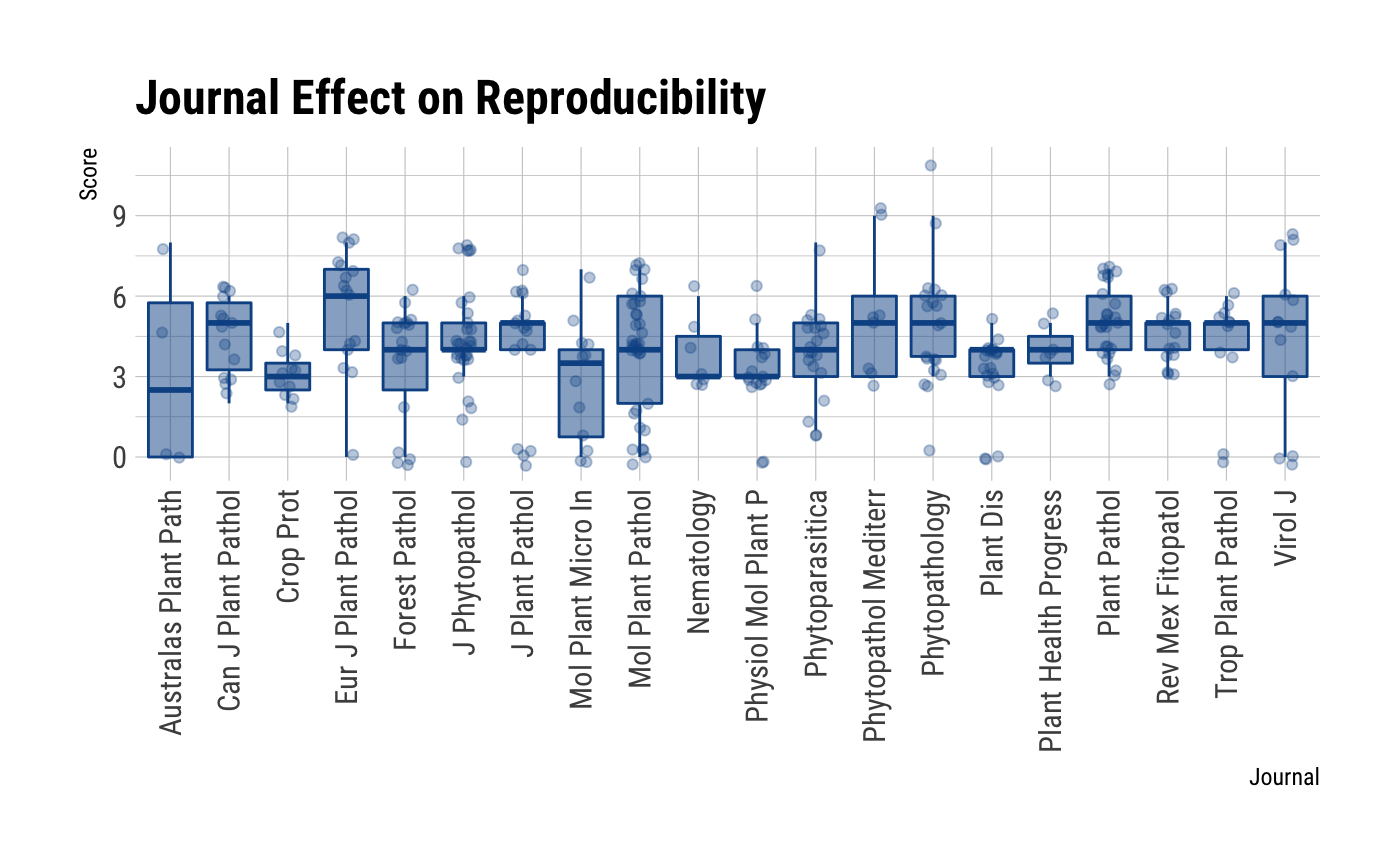 Journal Effect on Reproducibility
Score
9
6
3
0
Australas Plant Path
Can J Plant Pathol
Crop Prot
Eur J Plant Pathol
Forest Pathol
J Phytopathol
J Plant Pathol
Mol Plant Micro In
Mol Plant Pathol
Nematology
Physiol Mol Plant P
Phytoparasitica
Phytopathol Mediterr
Phytopathology
Plant Dis
Plant Health Progress
Plant Pathol
Rev Mex Fitopatol
Trop Plant Pathol
Virol J
Journal